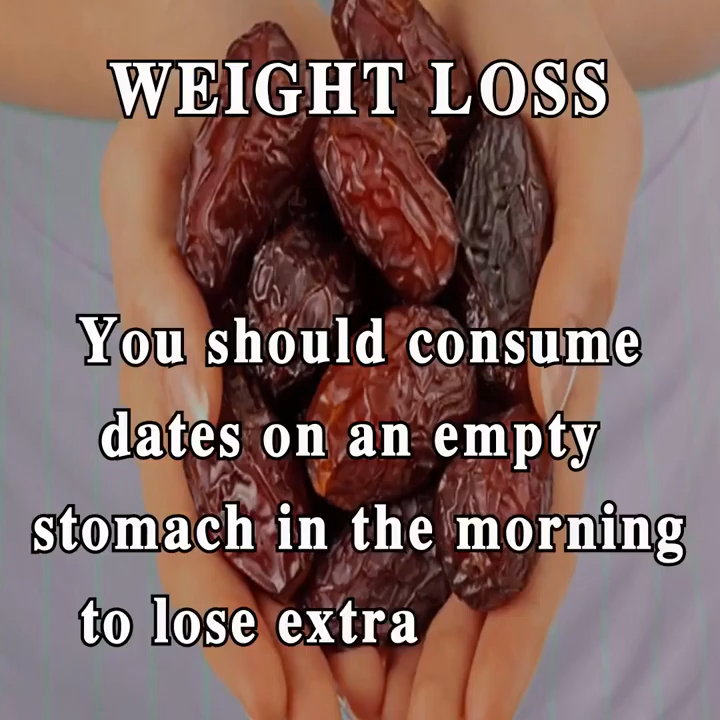 WEIGHT LOSS
You should consume
dates on an empty
stomach in the morning
to lose extra